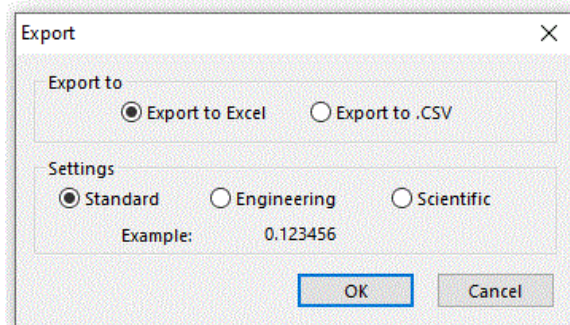 Export
Export to
Export to Excel Export to .CSV
Settings
Standard Engineering Scientific
Example: 0.123456
OK Cancel